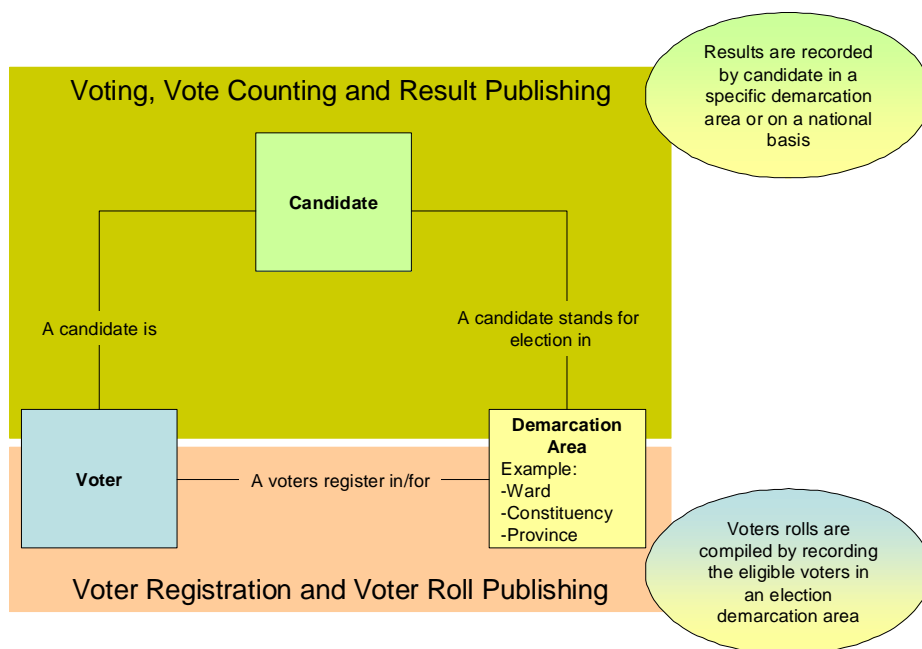 Results are recorded
by candidate in a
specific demarcation
area or on a national
basis
Voting, Vote Counting and Result Publishing
Candidate
A candidate is
A candidate stands for
election in
Voter
A voters register in/for
Demarcation
Area
Example:
-Ward
-Constituency
-Province
Voters rolls are
compiled by recording
the eligible voters in
an election
demarcation area
Voter Registration and Voter Roll Publishing